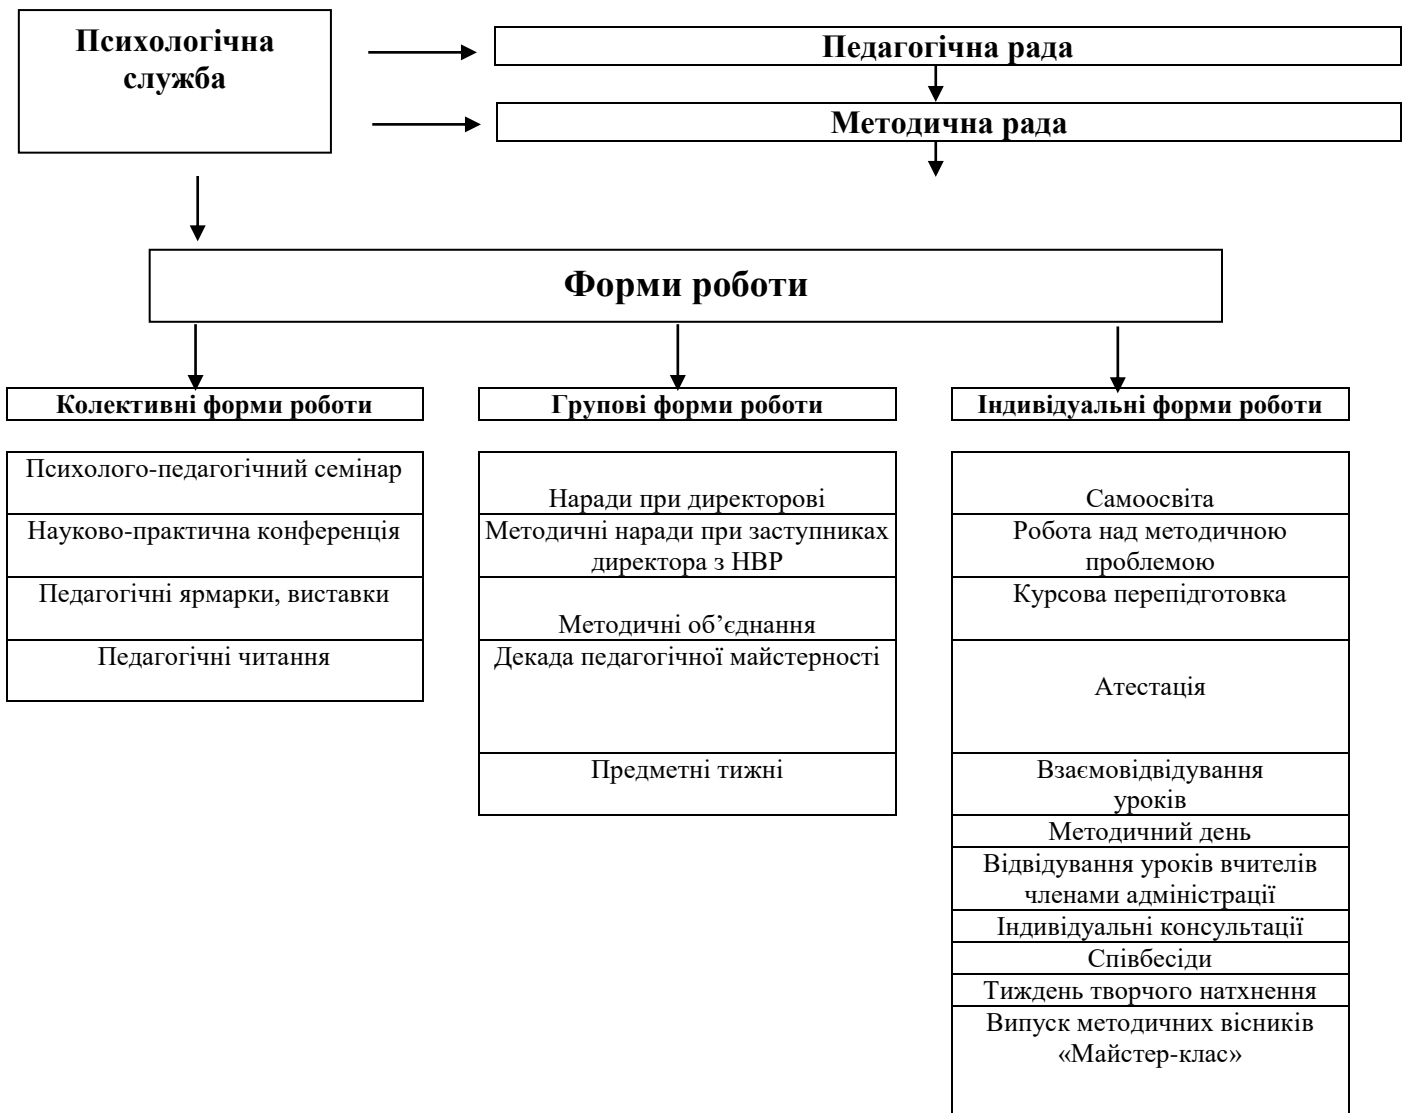 Психологічна
служба
Педагогічна рада
Методична рада
Форми роботи
Колективні форми роботи
Психолого-педагогічний семінар
Науково-практична конференція
Педагогічні ярмарки, виставки
Педагогічні читання
Групові форми роботи
Наради при директорові
Методичні наради при заступниках
директора з НВР
Методичні об’єднання
Декада педагогічної майстерності
Предметні тижні
Індивідуальні форми роботи
Самоосвіта
Робота над методичною
проблемою
Курсова перепідготовка
Атестація
Взаємовідвідування
уроків
Методичний день
Відвідування уроків вчителів
членами адміністрації
Індивідуальні консультації
Співбесіди
Тиждень творчого натхнення
Випуск методичних вісників
«Майстер-клас»